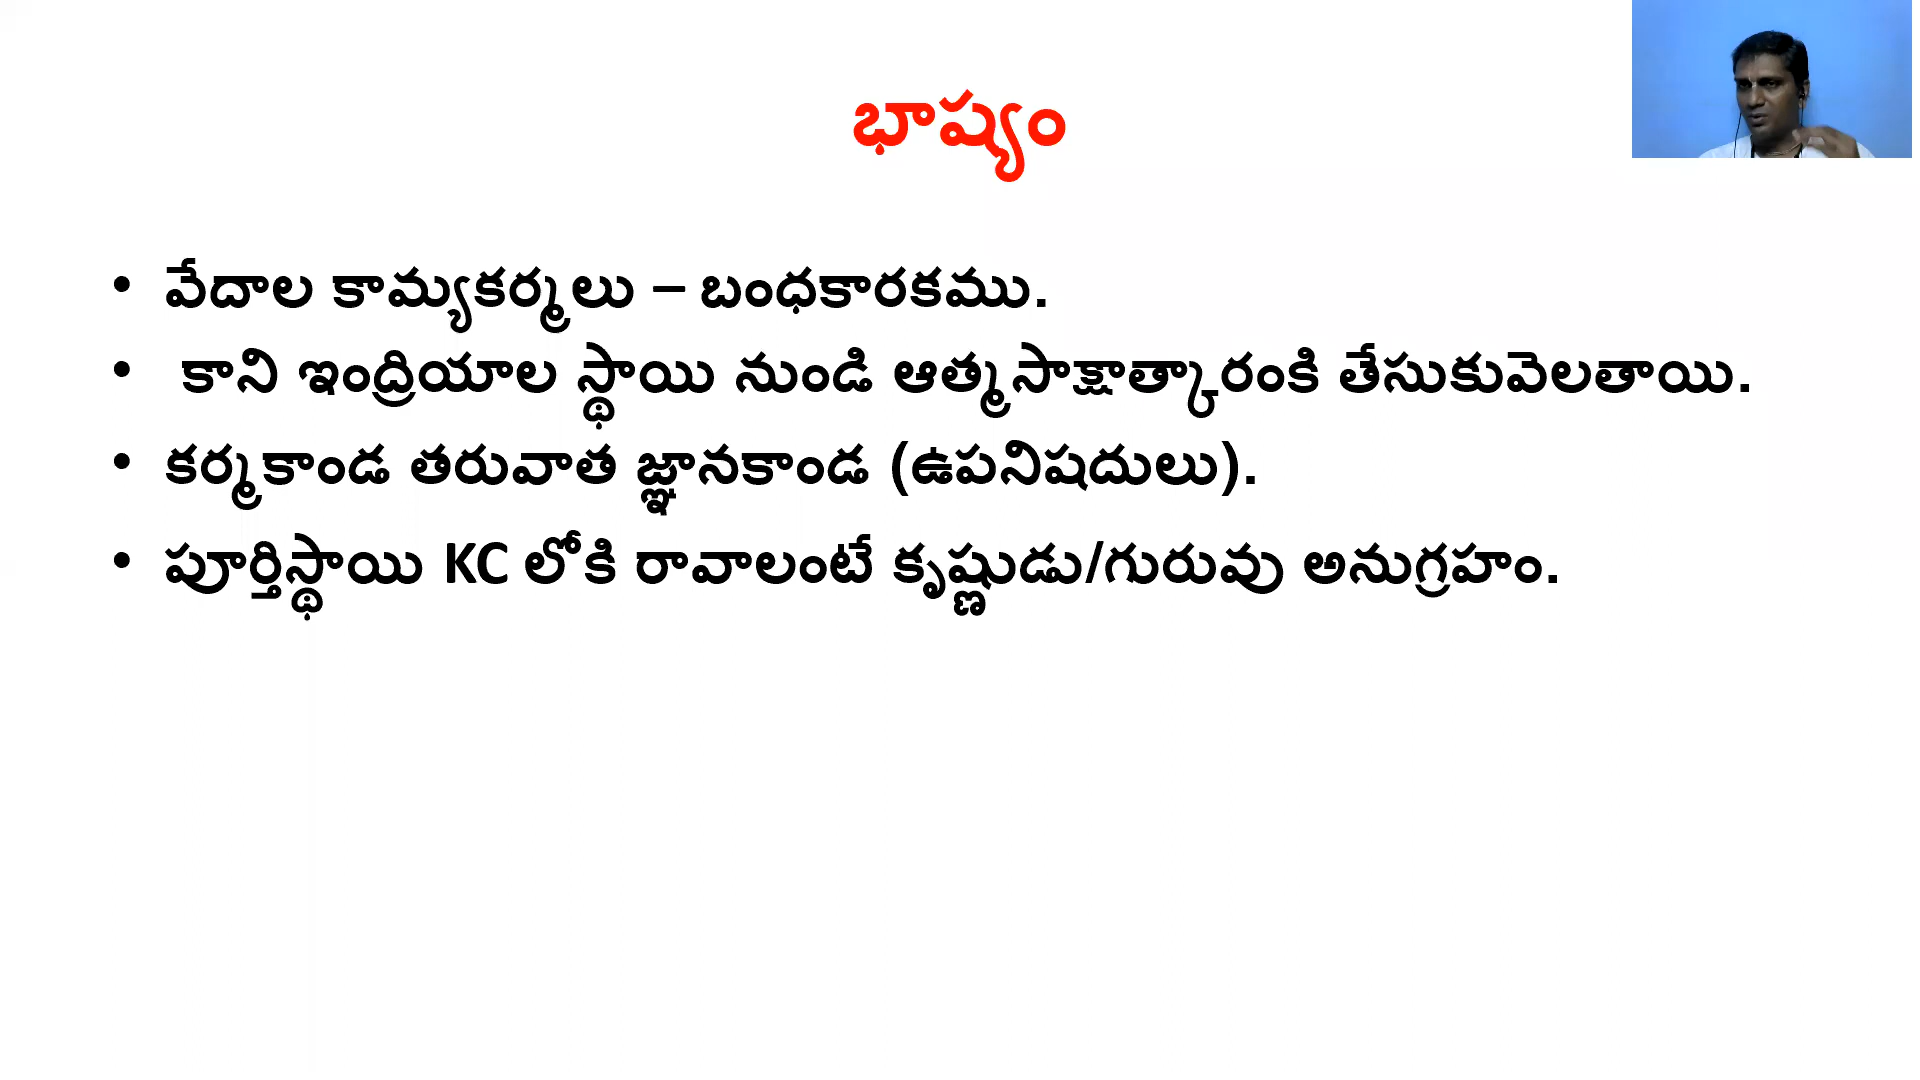 భాష్యం
• వేదాల కామ్యకర్మలు – బంధకారకము.
• కాని ఇంద్రియాల స్థాయి నుండి ఆత్మసాక్షాత్కారంకి తేసుకువెలతాయి.
• కర్మకాండ తరువాత జ్ఞానకాండ (ఉపనిషదులు).
• పూర్తిస్థాయి KC లోకి రావాలంటే కృష్ణుడు/గురువు అనుగ్రహం.